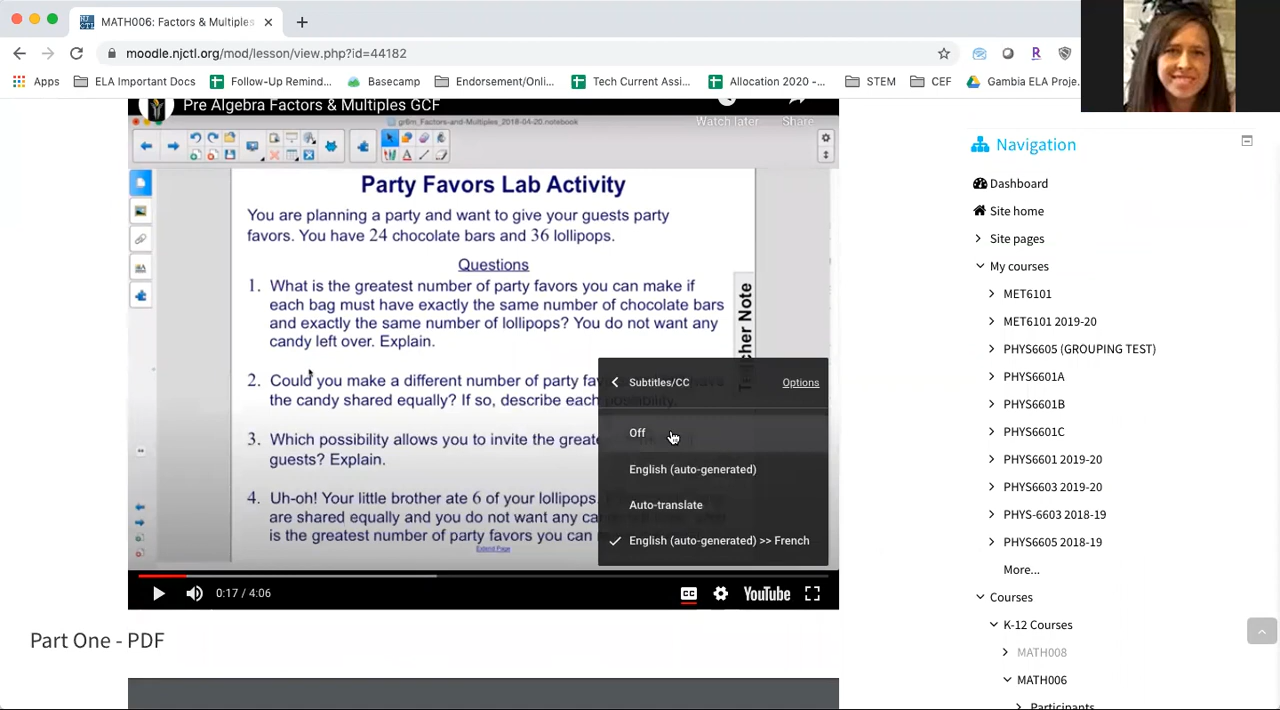 MATH006: Factors & Multiples
moodle.njctl.org/mod/lesson/view.php?id=44182
Apps
ELA Important Docs
Follow-Up Remind...
Basecamp
Endorsement/Onli...
Tech Current Assi...
Allocation 2020 -...
STEM
CEF
Gambia ELA Proje.
Pre Algebra Factors & Multiples GCF
Watch later
Share
gr6m_Factors-and-Multiples_2018-04-20.notebook
Party Favors Lab Activity
You are planning a party and want to give your guests party
favors. You have 24 chocolate bars and 36 lollipops.
Questions
1. What is the greatest number of party favors you can make if
each bag must have exactly the same number of chocolate bars
and exactly the same number of lollipops? You do not want any
candy left over. Explain.
2. Could you make a different number of party
the candy shared equally? If so, describe each possibility.
3. Which possibility allows you to invite the
guests? Explain.
4. Uh-oh! Your little brother ate 6 of your lollipops.
are shared equally and you do not want any
is the greatest number of party favors you can
Extend Page
Note
Subtitles/CC
Options
Off
English (auto-generated)
Auto-translate
English (auto-generated) >> French
0:17 / 4:06
CC
YouTube
Part One - PDF
Navigation
Dashboard
Site home
Site pages
My courses
MET6101
MET6101 2019-20
PHYS6605 (GROUPING TEST)
PHYS6601A
PHYS6601B
PHYS6601C
PHYS6601 2019-20
PHYS6603 2019-20
PHYS-6603 2018-19
PHYS6605 2018-19
More...
Courses
K-12 Courses
MATH008
MATH006
Participants